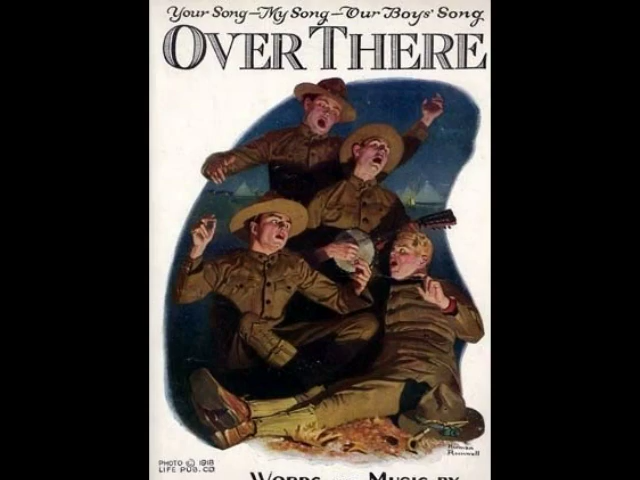 Your Song—My Song—Our Boys' Song
OVER THERE
Norman
Rockwell
PHOTO © 1918
LIFE PUB. CO
WORDS AND MUSIC BY